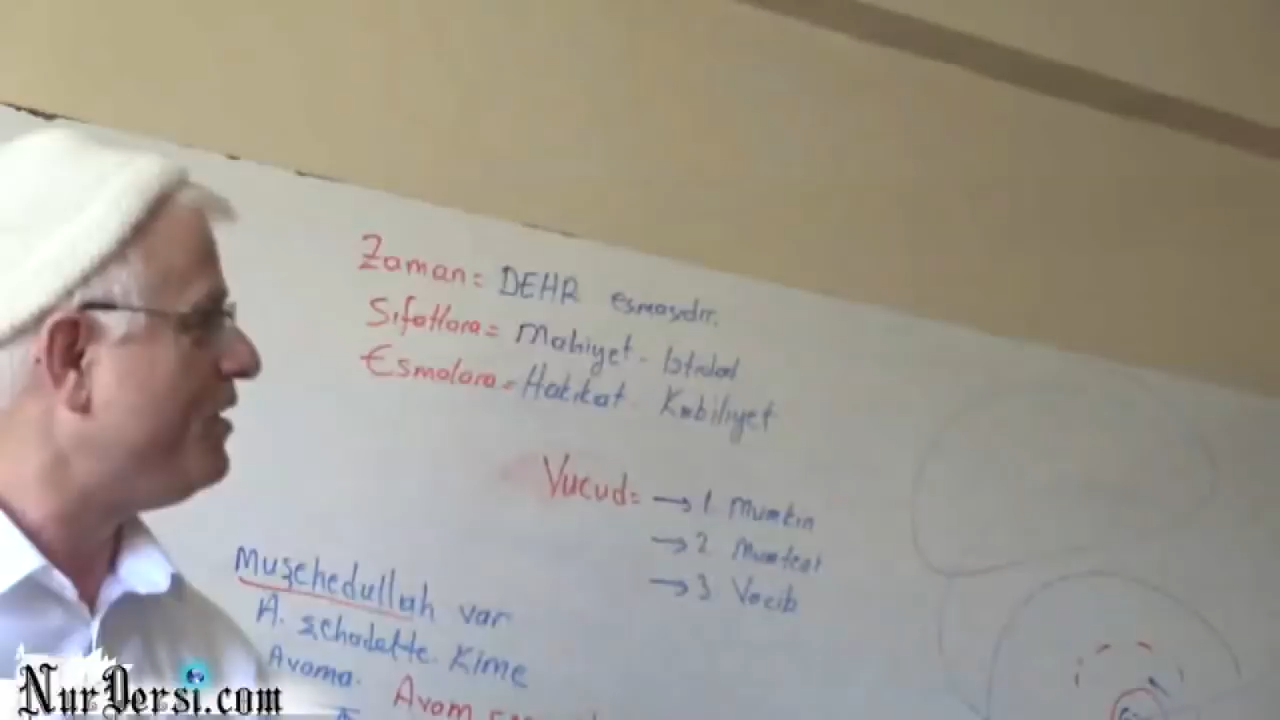 Zaman= DEHR esmasıdır.
Sıfatlara= Mahiyet - İstidad
Esmalara= Hakikat - Kabiliyet
Vucud= → 1 Mumkin
→ 2 Mumteni
→ 3 Vacib
Muşehedullah var
A. şehadette kime
Avama. Avam
NurDersi.com